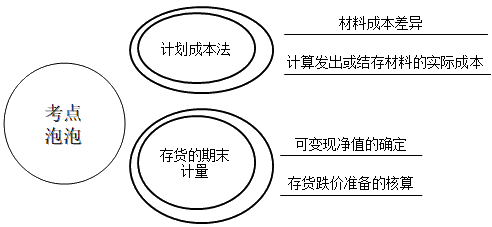 考点
泡泡
计划成本法
材料成本差异
计算发出或结存材料的实际成本
存货的期末
计量
可变现净值的确定
存货跌价准备的核算